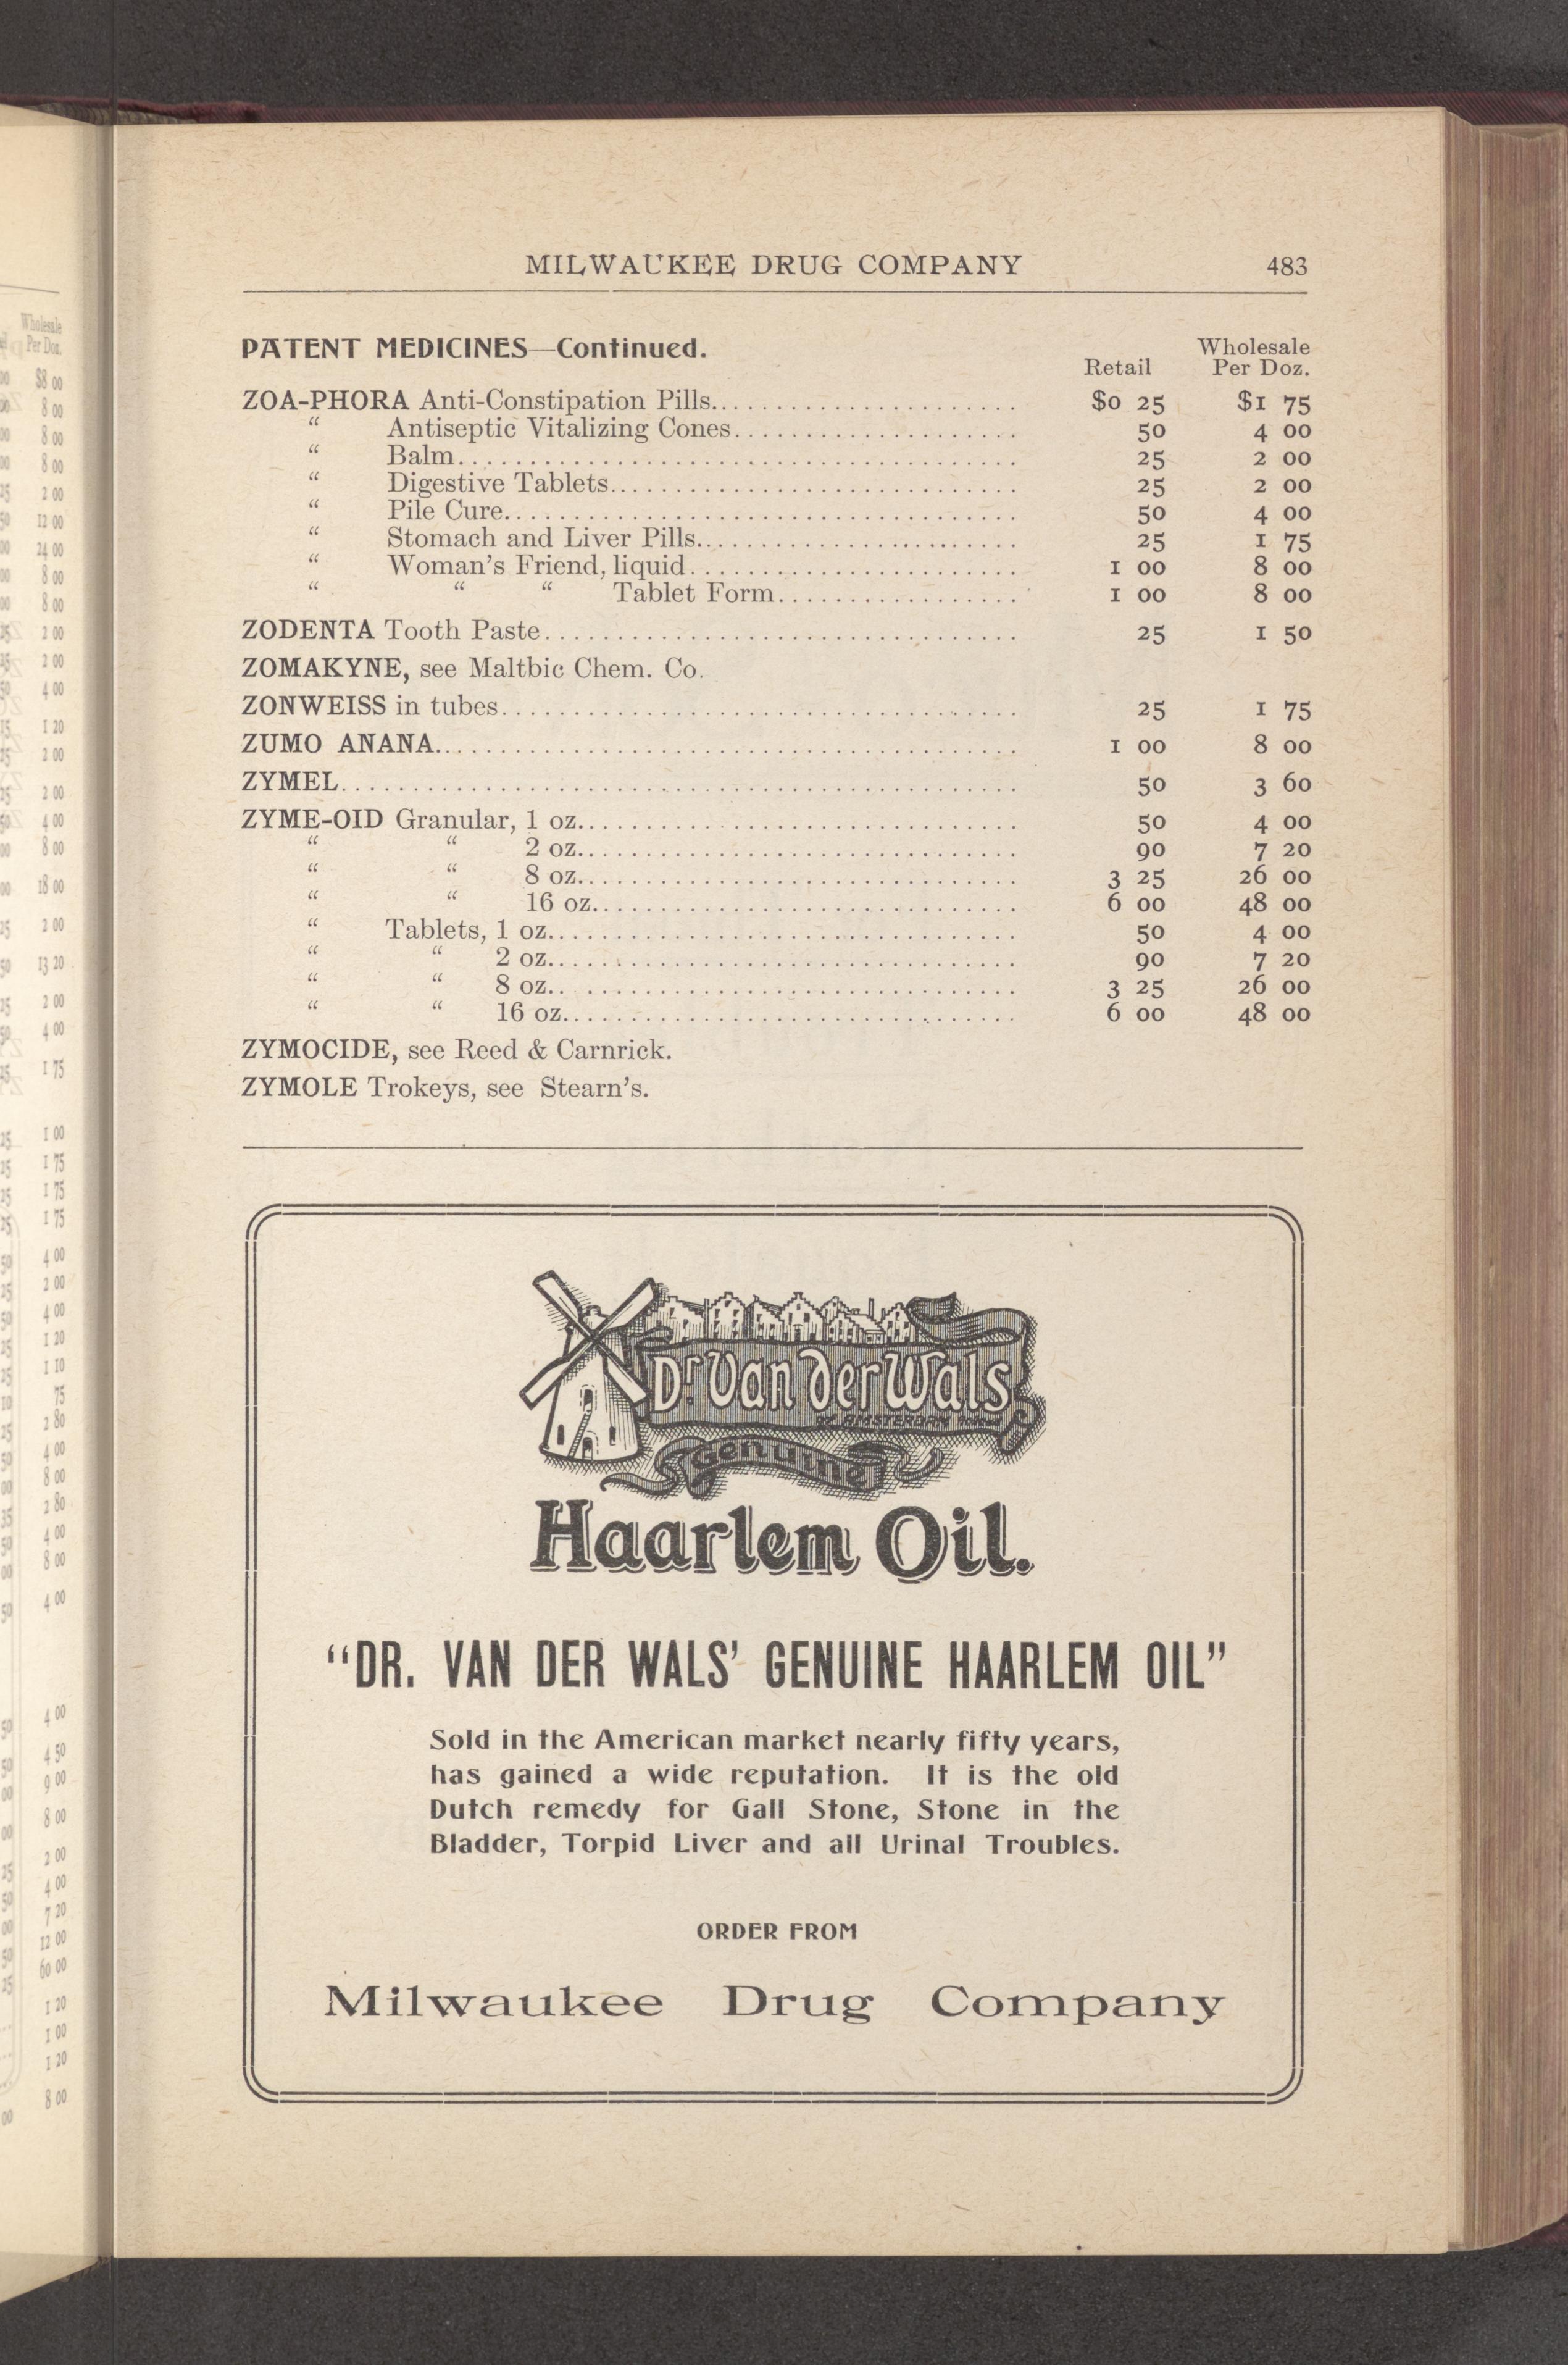 MILWAUKEE DRUG COMPANY 483
PATENT MEDICINES—Continued.
Retail Wholesale Per Doz.
ZOA-PHORA Anti-Constipation Pills........................ $0 25 $1 75
“ Antiseptic Vitalizing Cones........................ 50 4 00
“ Balm........................ 25 2 00
“ Digestive Tablets........................ 25 2 00
“ Pile Cure........................ 50 4 00
“ Stomach and Liver Pills........................ 25 1 75
“ Woman's Friend, liquid........................ 1 00 8 00
“ “ “ Tablet Form........................ 1 00 8 00
ZODENTA Tooth Paste........................ 25 1 50
ZOMAKYNE, see Maltbic Chem. Co.
ZONWEISS in tubes........................ 25 1 75
ZUMO ANANA........................ 1 00 8 00
ZYMEL........................ 50 3 60
ZYME-OID Granular, 1 oz........................ 50 4 00
“ “ 2 oz........................ 90 7 20
“ “ 8 oz........................ 3 25 26 00
“ “ 16 oz........................ 6 00 48 00
“ Tablets, 1 oz........................ 50 4 00
“ “ 2 oz........................ 90 7 20
“ “ 8 oz........................ 3 25 26 00
“ “ 16 oz........................ 6 00 48 00
ZYMOCIDE, see Reed & Carnrick.
ZYMOLE Trokeys, see Stearn's.
Dr. Van der Wals
OF AMSTERDAM
Genuine
Haarlem Oil.
“DR. VAN DER WALS' GENUINE HAARLEM OIL”
Sold in the American market nearly fifty years,
has gained a wide reputation. It is the old
Dutch remedy for Gall Stone, Stone in the
Bladder, Torpid Liver and all Urinal Troubles.
ORDER FROM
Milwaukee Drug Company